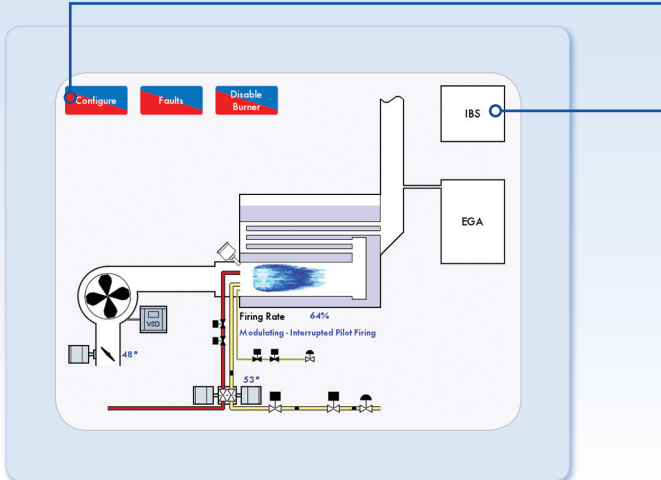 Configure
Faults
Disable
Burner
IBS
EGA
VSD
48°
Firing Rate 64%
Modulating - Interrupted Pilot Firing
53°